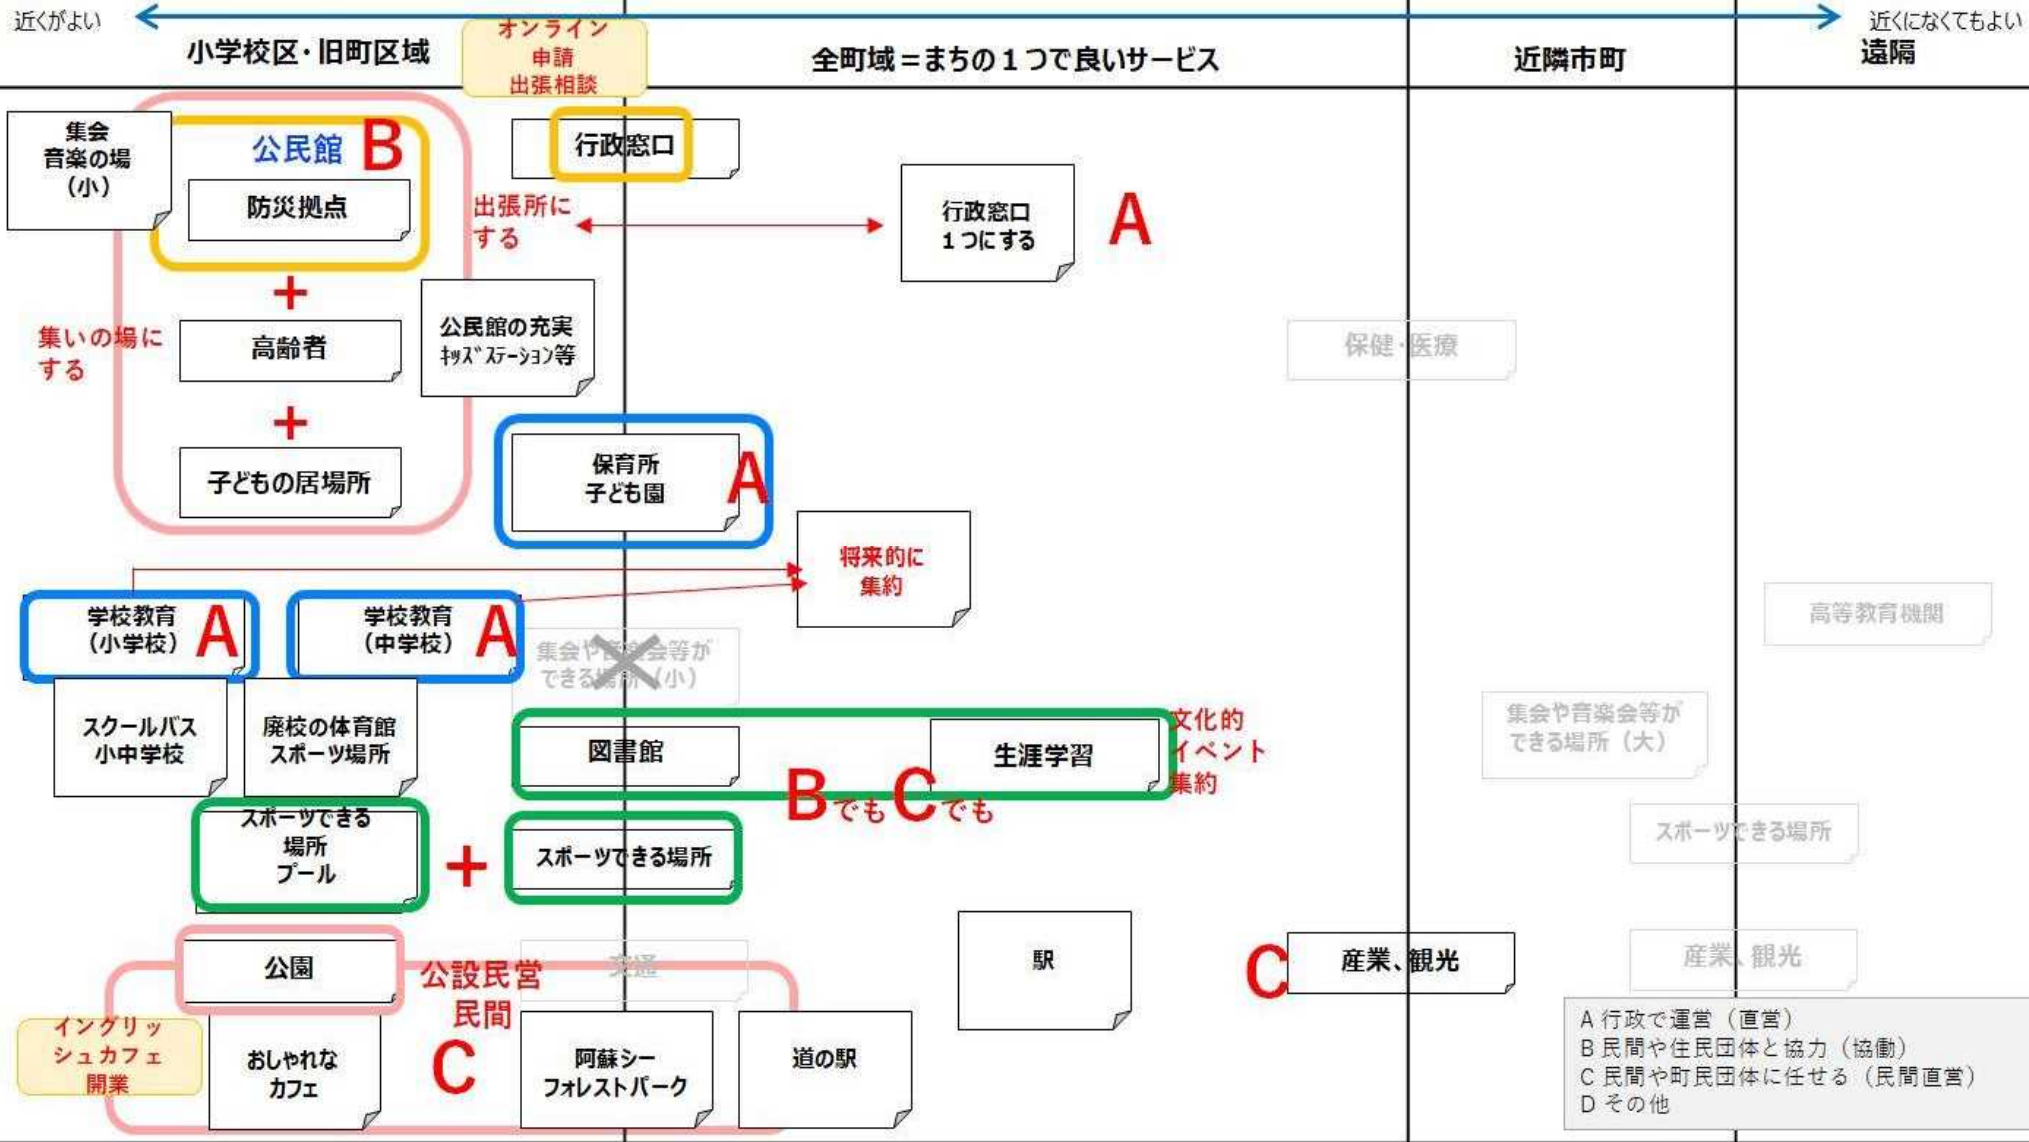 近くがよい
近くになくてもよい
小学校区・旧町区域
オンライン
申請
出張相談
全町域＝まちの１つで良いサービス
近隣市町
遠隔
集会
音楽の場
（小）
公民館
B
防災拠点
行政窓口
出張所に
する
行政窓口
１つにする
A
+
集いの場に
する
高齢者
公民館の充実
ｷｯｽﾞｽﾃｰｼｮﾝ等
保健・医療
+
子どもの居場所
保育所
子ども園
A
将来的に
集約
学校教育
（小学校）
A
学校教育
（中学校）
A
集会や音楽会等が
できる場所（小）
高等教育機関
スクールバス
小中学校
廃校の体育館
スポーツ場所
図書館
生涯学習
文化的
イベント
集約
集会や音楽会等が
できる場所（大）
BでもCでも
スポーツできる
場所
プール
+
スポーツできる場所
スポーツできる場所
公園
公設民営
民間
C
交通
駅
C
産業、観光
産業、観光
イングリッ
シュカフェ
開業
おしゃれな
カフェ
阿蘇シー
フォレストパーク
道の駅
A 行政で運営（直営）
B 民間や住民団体と協力（協働）
C 民間や町民団体に任せる（民間直営）
D その他